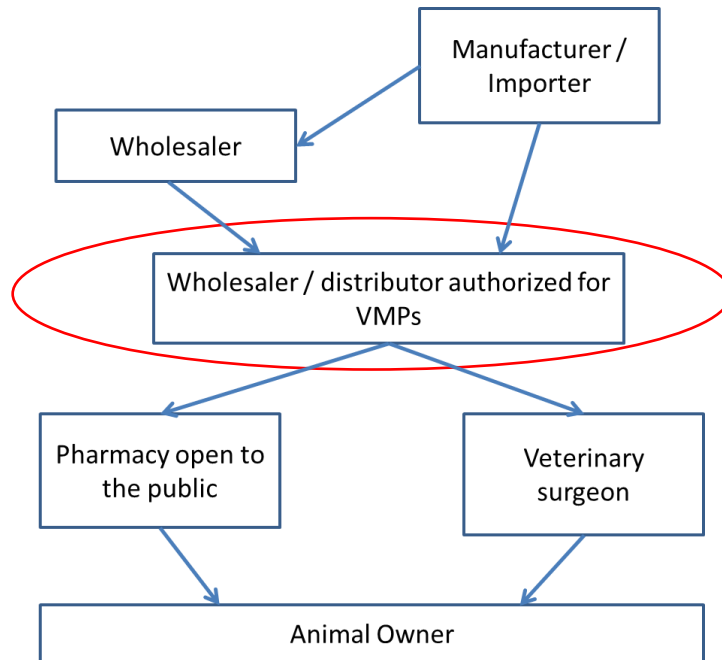 Manufacturer /
Importer
Wholesaler
Wholesaler / distributor authorized for
VMPs
Pharmacy open to
the public
Veterinary
surgeon
Animal Owner